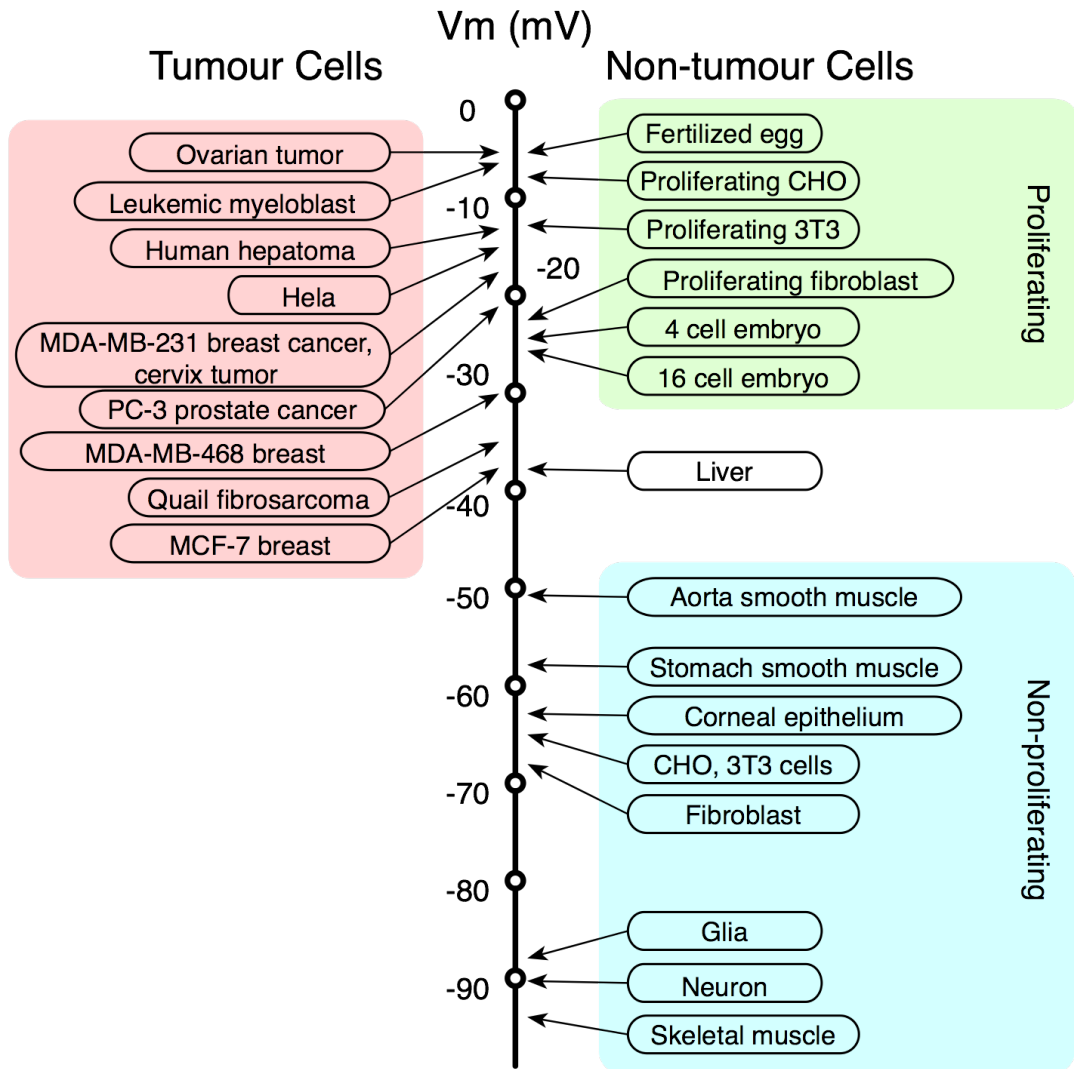 Vm (mV)
Tumour Cells
Non-tumour Cells
0
-10
-20
-30
-40
-50
-60
-70
-80
-90
Ovarian tumor
Leukemic myeloblast
Human hepatoma
Hela
MDA-MB-231 breast cancer,
cervix tumor
PC-3 prostate cancer
MDA-MB-468 breast
Quail fibrosarcoma
MCF-7 breast
Fertilized egg
Proliferating CHO
Proliferating 3T3
Proliferating fibroblast
4 cell embryo
16 cell embryo
Proliferating
Liver
Aorta smooth muscle
Stomach smooth muscle
Corneal epithelium
CHO, 3T3 cells
Fibroblast
Glia
Neuron
Skeletal muscle
Non-proliferating